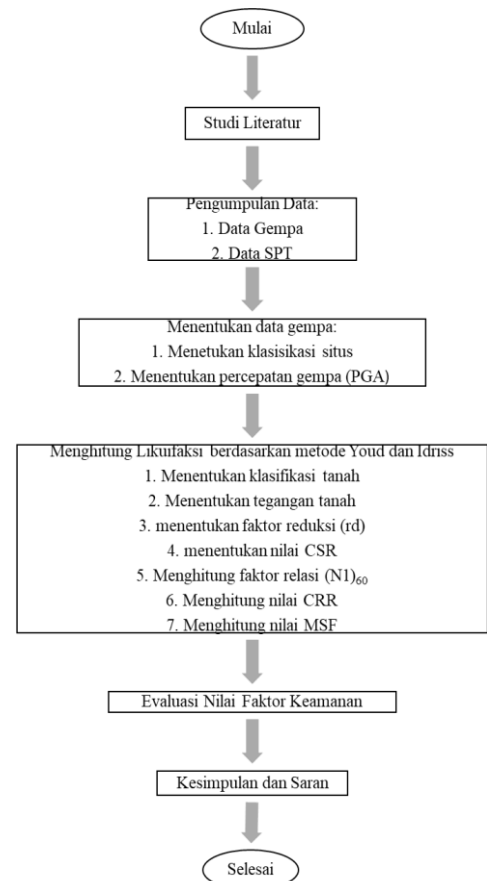 Mulai
Studi Literatur
Pengumpulan Data:
1. Data Gempa
2. Data SPT
Menentukan data gempa:
1. Menetukan klasisikasi situs
2. Menentukan percepatan gempa (PGA)
Menghitung Likuifaksi berdasarkan metode Youd dan Idriss
1. Menentukan klasifikasi tanah
2. Menentukan tegangan tanah
3. menentukan faktor reduksi (rd)
4. menentukan nilai CSR
5. Menghitung faktor relasi (N1)₆₀
6. Menghitung nilai CRR
7. Menghitung nilai MSF
Evaluasi Nilai Faktor Keamanan
Kesimpulan dan Saran
Selesai